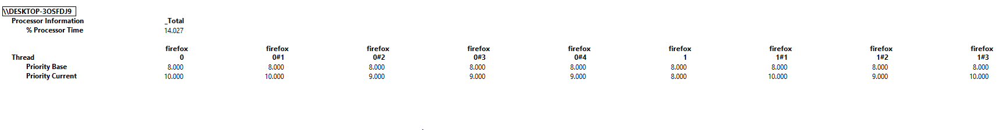 \\DESKTOP-3OSFDJ9
Processor Information _Total
% Processor Time 14.027
firefox firefox firefox firefox firefox firefox firefox firefox firefox
Thread 0 0#1 0#2 0#3 0#4 1 1#1 1#2 1#3
Priority Base 8.000 8.000 8.000 8.000 8.000 8.000 8.000 8.000 8.000
Priority Current 10.000 10.000 9.000 9.000 9.000 8.000 10.000 9.000 10.000